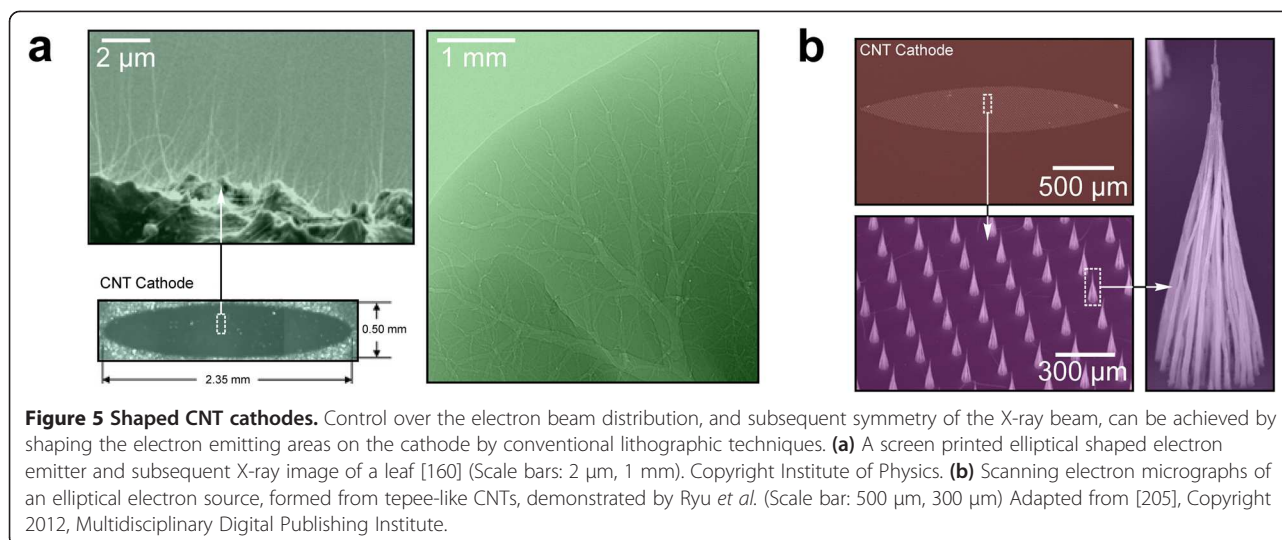 a
2 µm
1 mm
CNT Cathode
0.50 mm
2.35 mm
b
CNT Cathode
500 µm
300 µm
Figure 5 Shaped CNT cathodes. Control over the electron beam distribution, and subsequent symmetry of the X-ray beam, can be achieved by
shaping the electron emitting areas on the cathode by conventional lithographic techniques. (a) A screen printed elliptical shaped electron
emitter and subsequent X-ray image of a leaf [160] (Scale bars: 2 µm, 1 mm). Copyright Institute of Physics. (b) Scanning electron micrographs of
an elliptical electron source, formed from tepee-like CNTs, demonstrated by Ryu et al. (Scale bar: 500 µm, 300 µm) Adapted from [205], Copyright
2012, Multidisciplinary Digital Publishing Institute.